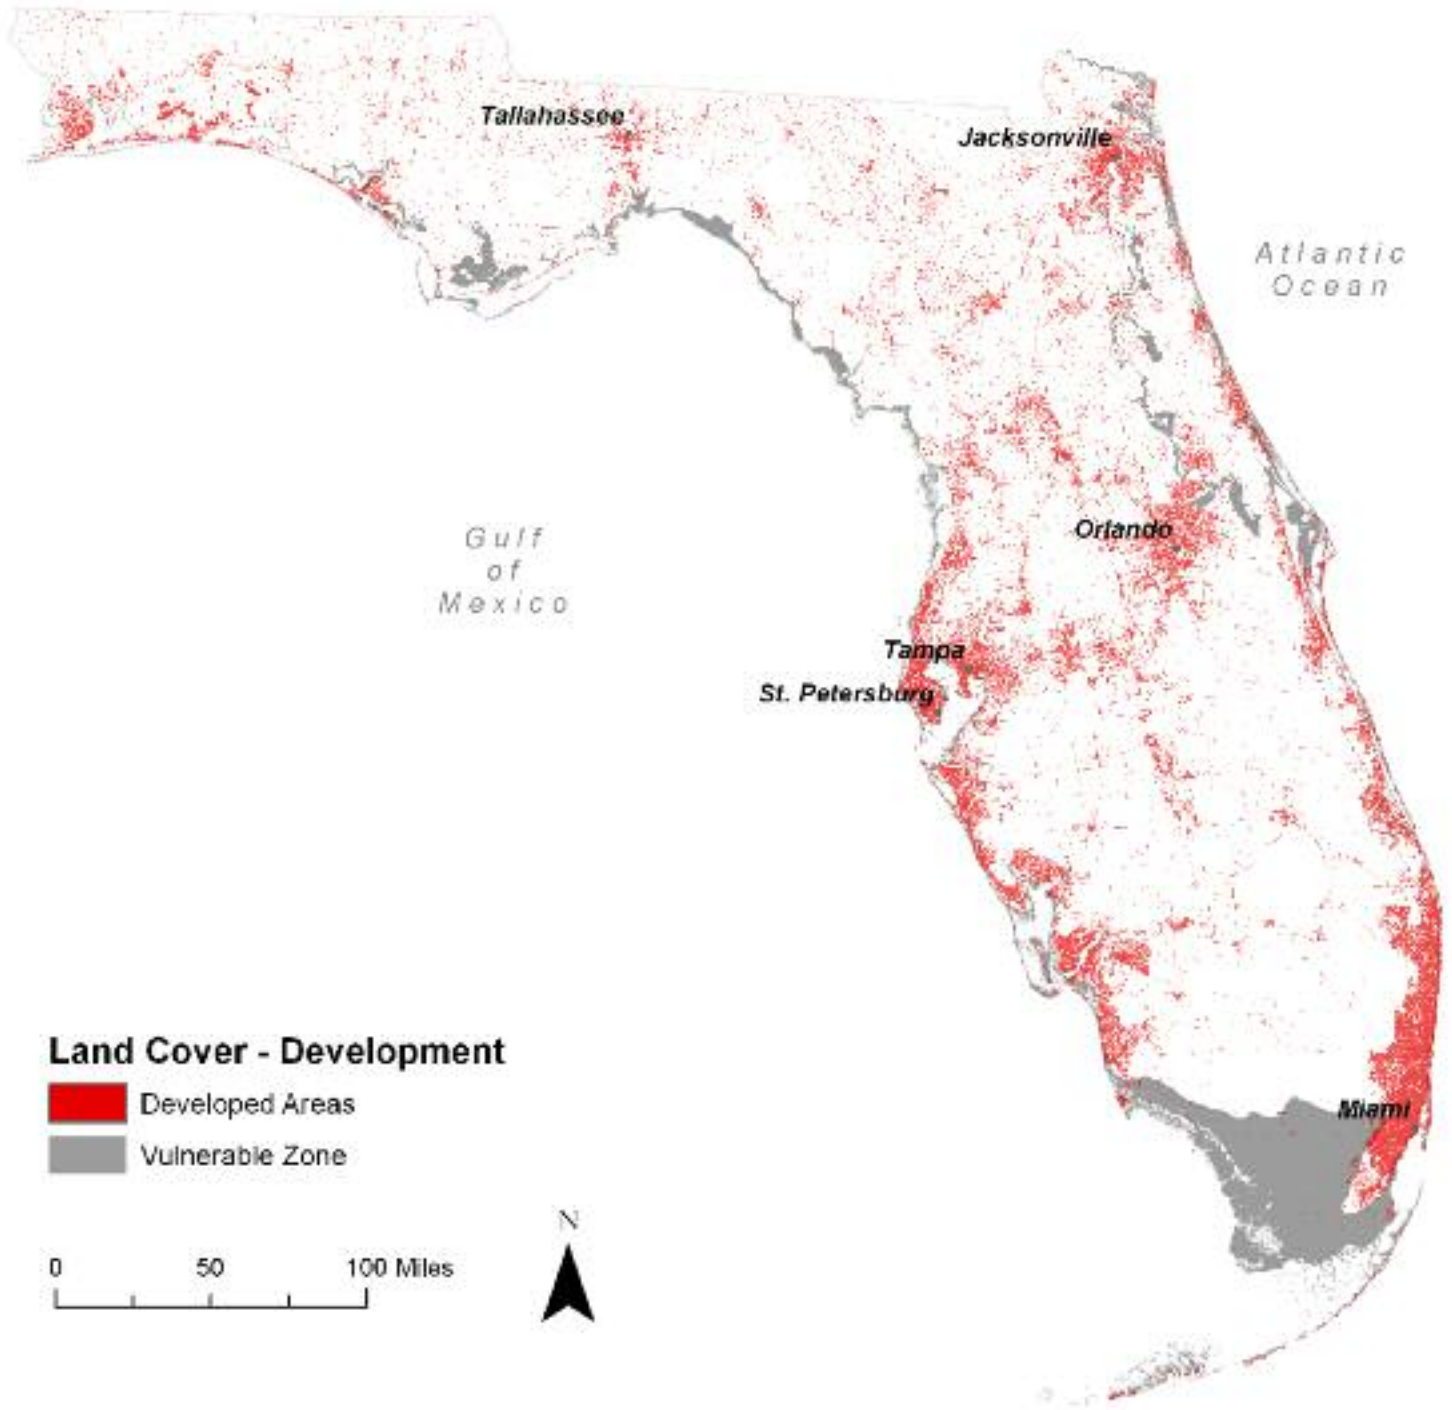 Tallahassee
Jacksonville
Atlantic
Ocean
Gulf
of
Mexico
Orlando
Tampa
St. Petersburg
Land Cover - Development
Developed Areas
Vulnerable Zone
Miami
N
0 50 100 Miles